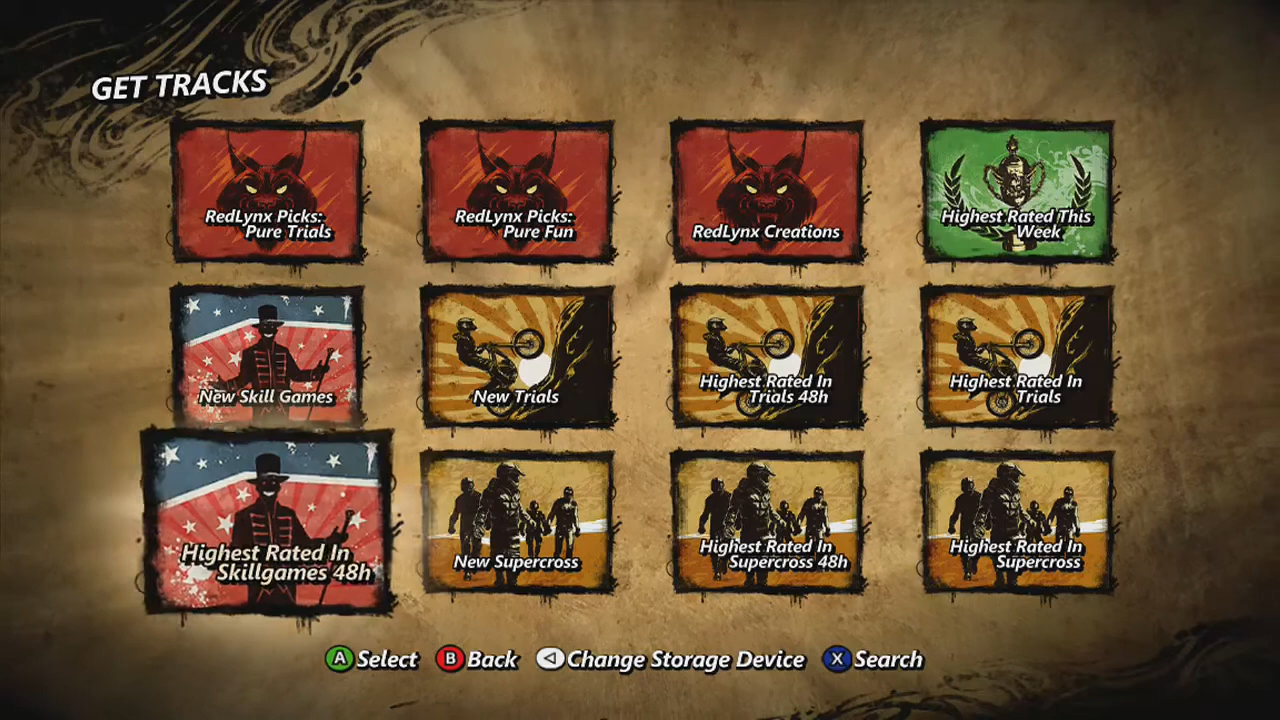 GET TRACKS
RedLynx Picks:
Pure Trials
RedLynx Picks:
Pure Fun
RedLynx Creations
Highest Rated This
Week
New Skill Games
New Trials
Highest Rated In
Trials 48h
Highest Rated In
Trials
Highest Rated In
Skillgames 48h
New Supercross
Highest Rated In
Supercross 48h
Highest Rated In
Supercross
A Select B Back Change Storage Device X Search